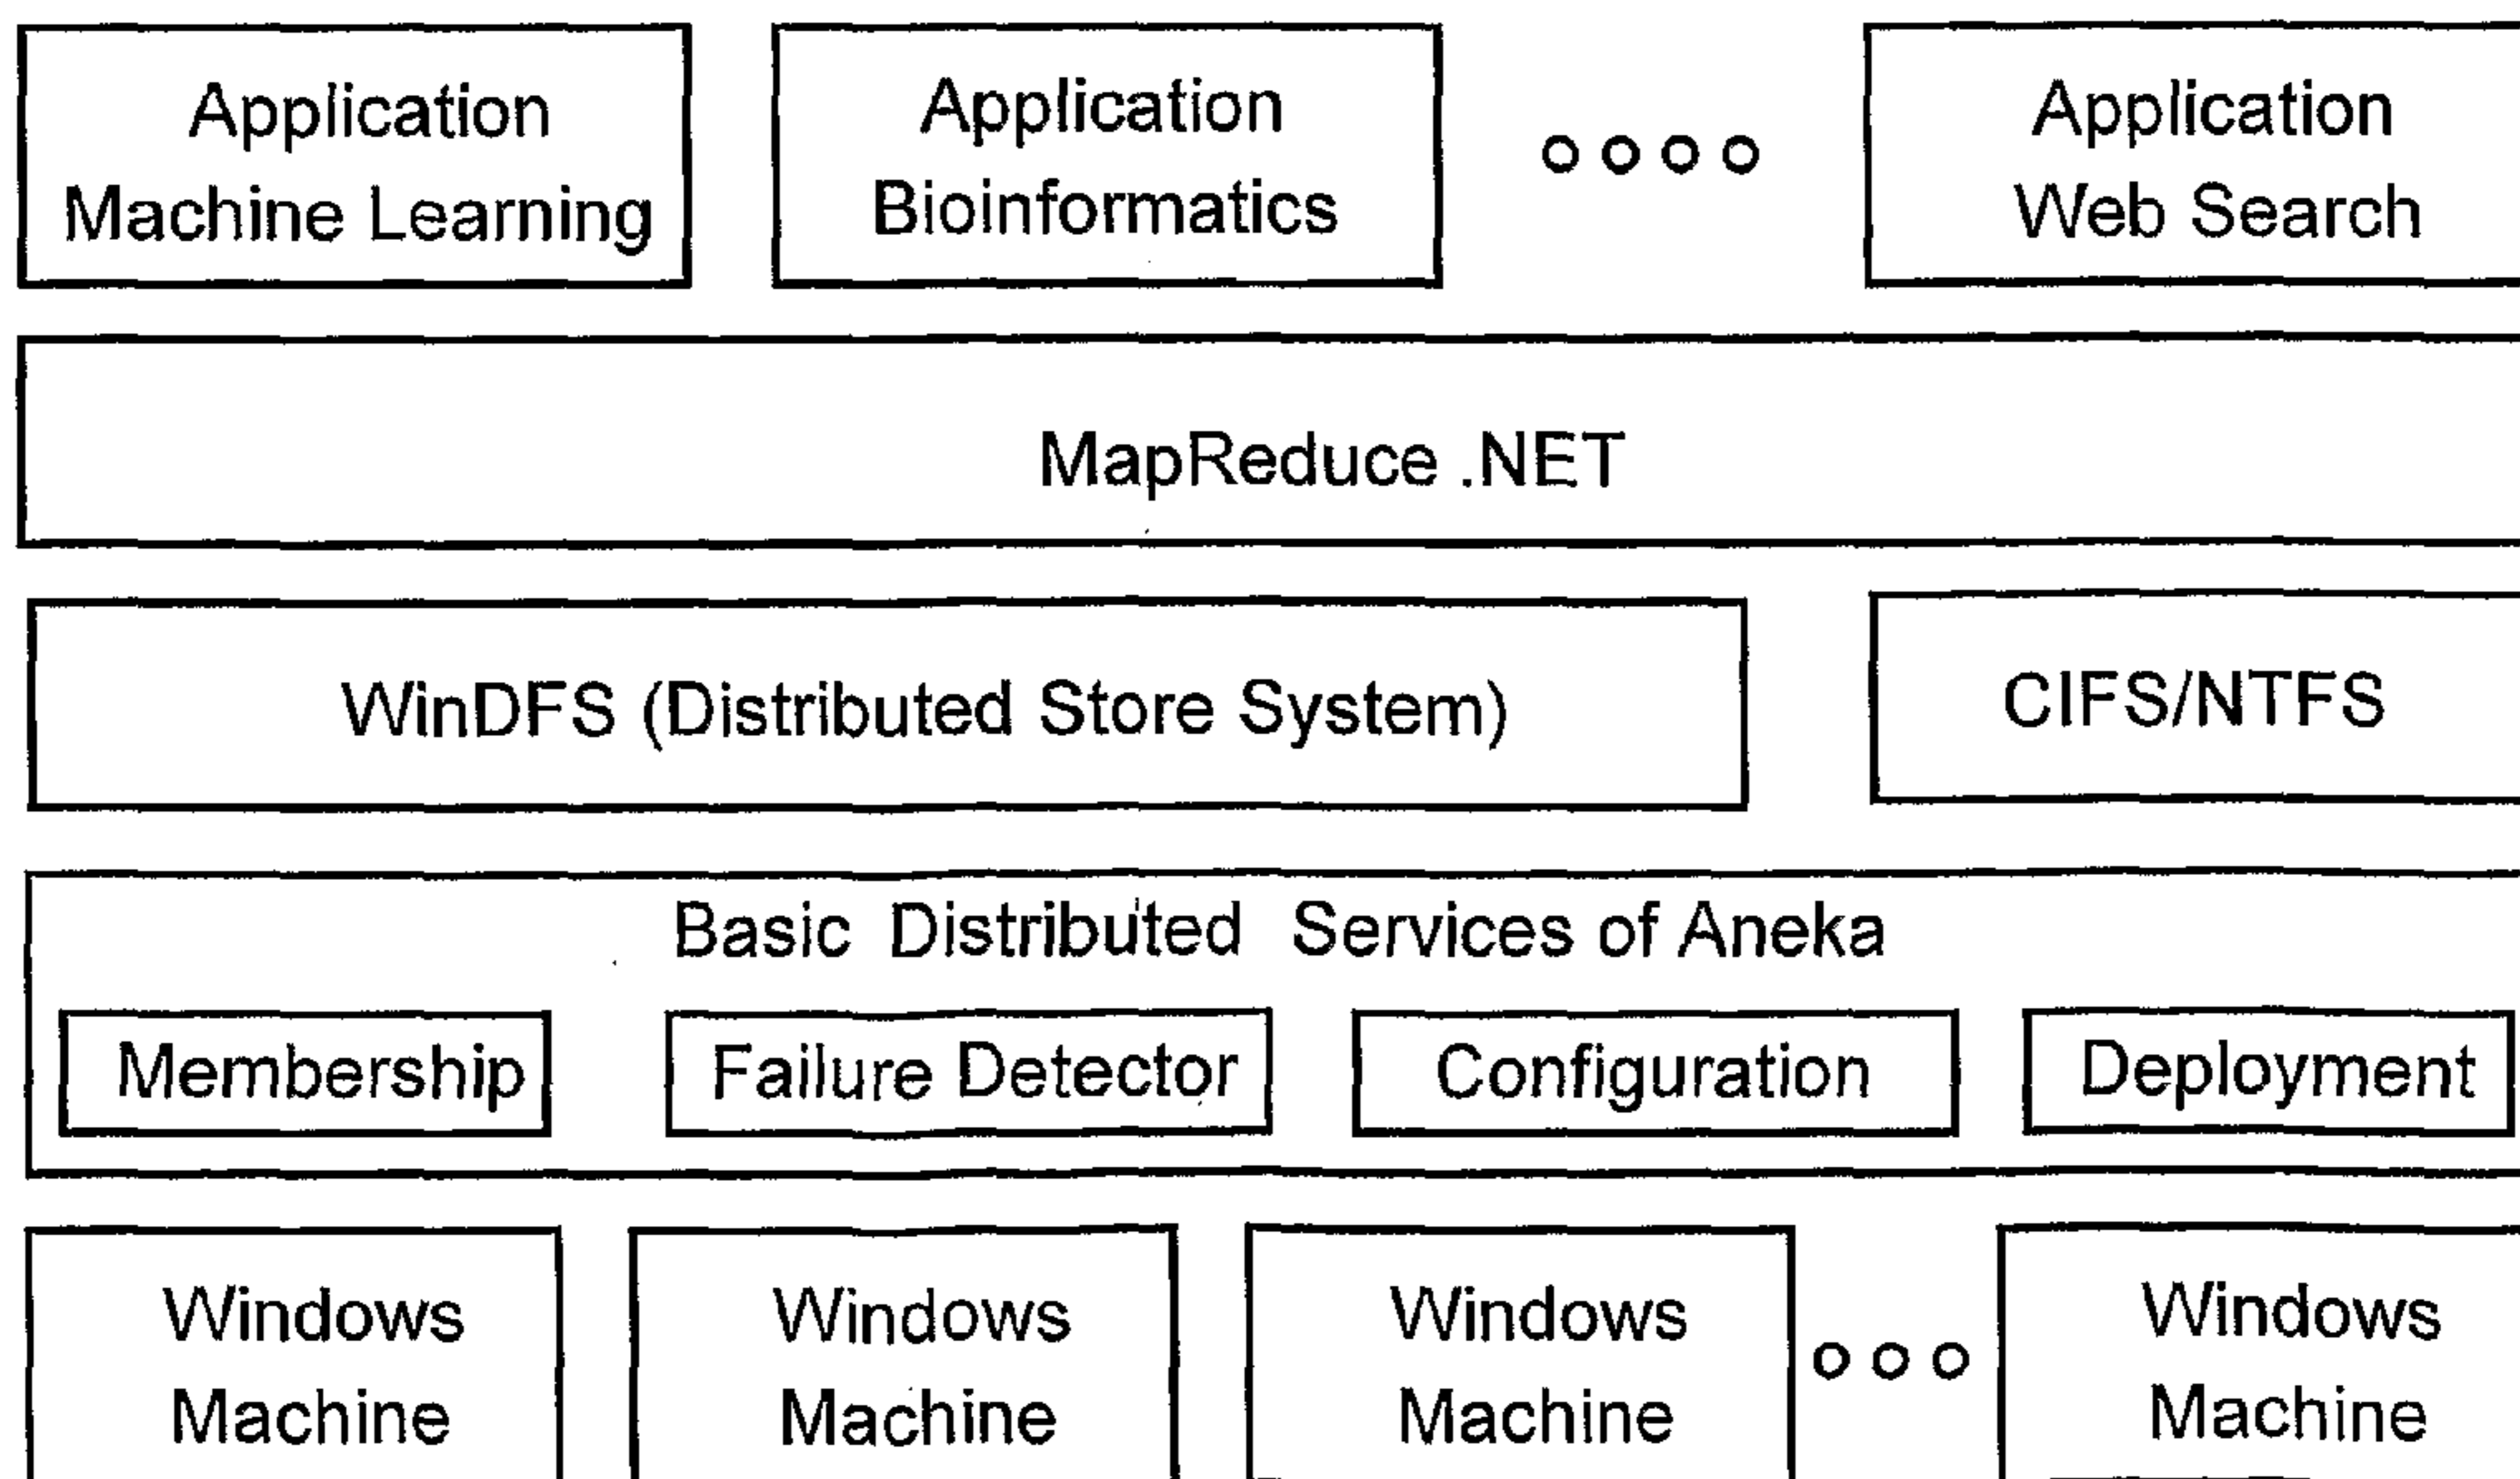 Application
Machine Learning
Application
Bioinformatics
Application
Web Search
MapReduce .NET
WinDFS (Distributed Store System)
CIFS/NTFS
Basic Distributed Services of Aneka
Membership
Failure Detector
Configuration
Deployment
Windows
Machine
Windows
Machine
Windows
Machine
Windows
Machine